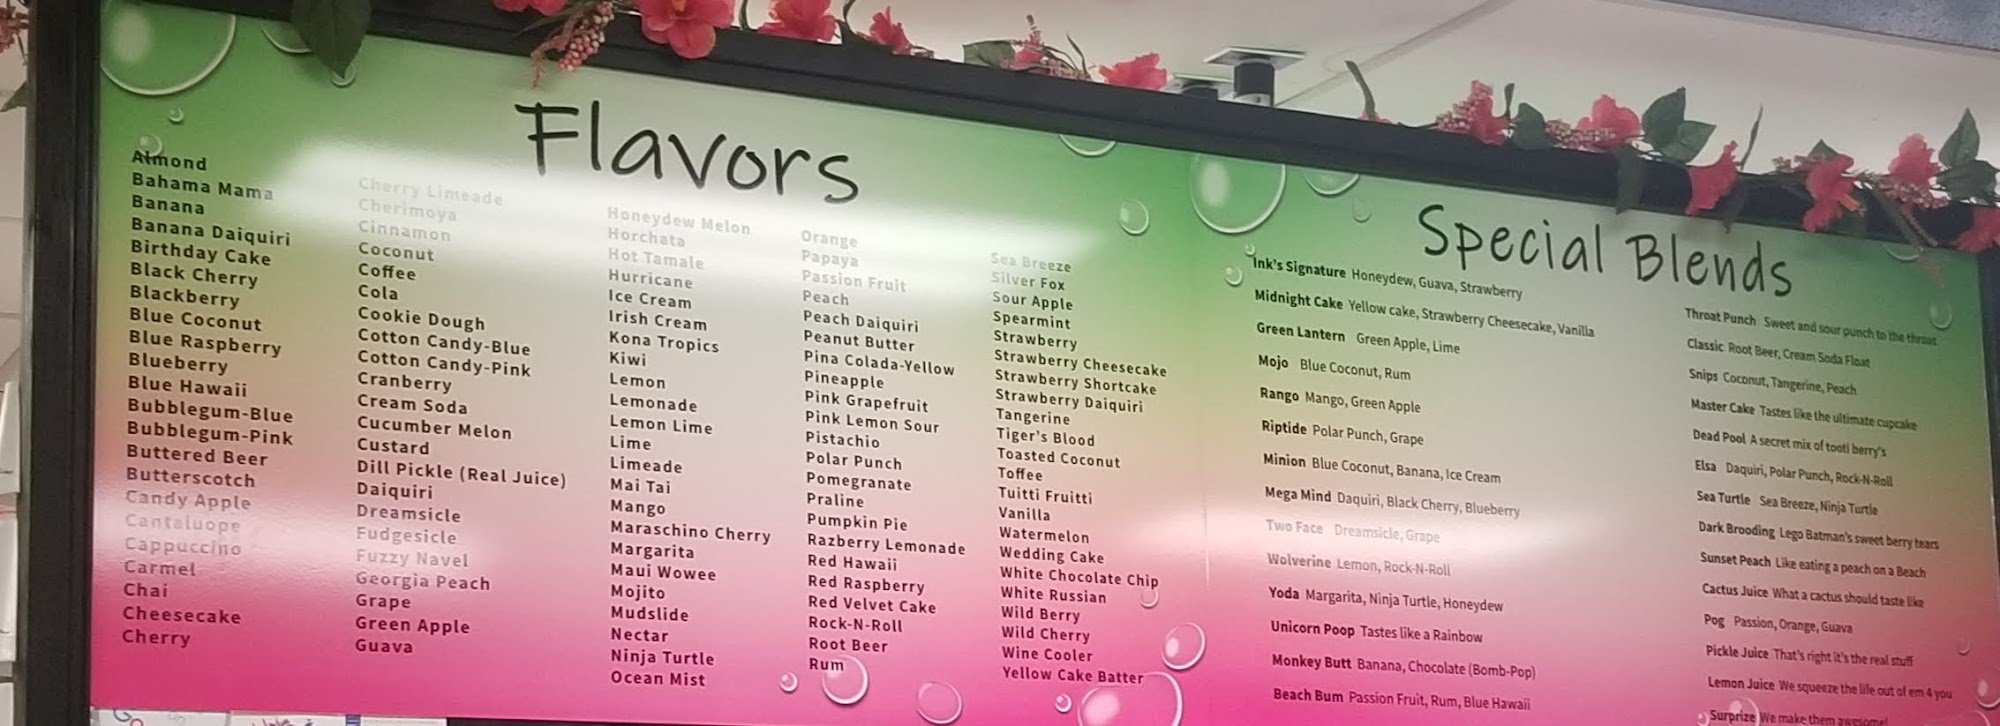 Flavors
Almond
Bahama Mama
Banana
Banana Daiquiri
Birthday Cake
Black Cherry
Blackberry
Blue Coconut
Blue Raspberry
Blueberry
Blue Hawaii
Bubblegum-Blue
Bubblegum-Pink
Buttered Beer
Butterscotch
Candy Apple
Cantaluope
Cappuccino
Carmel
Chai
Cheesecake
Cherry
Cherry Limeade
Cherimoya
Cinnamon
Coconut
Coffee
Cola
Cookie Dough
Cotton Candy-Blue
Cotton Candy-Pink
Cranberry
Cream Soda
Cucumber Melon
Custard
Dill Pickle (Real Juice)
Daiquiri
Dreamsicle
Fudgesicle
Fuzzy Navel
Georgia Peach
Grape
Green Apple
Guava
Honeydew Melon
Horchata
Hot Tamale
Hurricane
Ice Cream
Irish Cream
Kona Tropics
Kiwi
Lemon
Lemonade
Lemon Lime
Lime
Limeade
Mai Tai
Mango
Maraschino Cherry
Margarita
Maui Wowee
Mojito
Mudslide
Nectar
Ninja Turtle
Ocean Mist
Orange
Papaya
Passion Fruit
Peach
Peach Daiquiri
Peanut Butter
Pina Colada-Yellow
Pineapple
Pink Grapefruit
Pink Lemon Sour
Pistachio
Polar Punch
Pomegranate
Praline
Pumpkin Pie
Razberry Lemonade
Red Hawaii
Red Raspberry
Red Velvet Cake
Rock-N-Roll
Root Beer
Rum
Sea Breeze
Silver Fox
Sour Apple
Spearmint
Strawberry
Strawberry Cheesecake
Strawberry Shortcake
Strawberry Daiquiri
Tangerine
Tiger's Blood
Toasted Coconut
Toffee
Tuitti Fruitti
Vanilla
Watermelon
Wedding Cake
White Chocolate Chip
White Russian
Wild Berry
Wild Cherry
Wine Cooler
Yellow Cake Batter
Special Blends
Ink's Signature Honeydew, Guava, Strawberry
Midnight Cake Yellow cake, Strawberry Cheesecake, Vanilla
Green Lantern Green Apple, Lime
Mojo Blue Coconut, Rum
Rango Mango, Green Apple
Riptide Polar Punch, Grape
Minion Blue Coconut, Banana, Ice Cream
Mega Mind Daquiri, Black Cherry, Blueberry
Two Face Dreamsicle, Grape
Wolverine Lemon, Rock-N-Roll
Yoda Margarita, Ninja Turtle, Honeydew
Unicorn Poop Tastes like a Rainbow
Monkey Butt Banana, Chocolate (Bomb-Pop)
Beach Bum Passion Fruit, Rum, Blue Hawaii
Throat Punch Sweet and sour punch to the throat
Classic Root Beer, Cream Soda Float
Snips Coconut, Tangerine, Peach
Master Cake Tastes like the ultimate cupcake
Dead Pool A secret mix of tooti berry's
Elsa Daquiri, Polar Punch, Rock-N-Roll
Sea Turtle Sea Breeze, Ninja Turtle
Dark Brooding Lego Batman's sweet berry tears
Sunset Peach Like eating a peach on a Beach
Cactus Juice What a cactus should taste like
Pog Passion, Orange, Guava
Pickle Juice That's right it's the real stuff
Lemon Juice We squeeze the life out of em 4 you
Surprize We make them awesome!